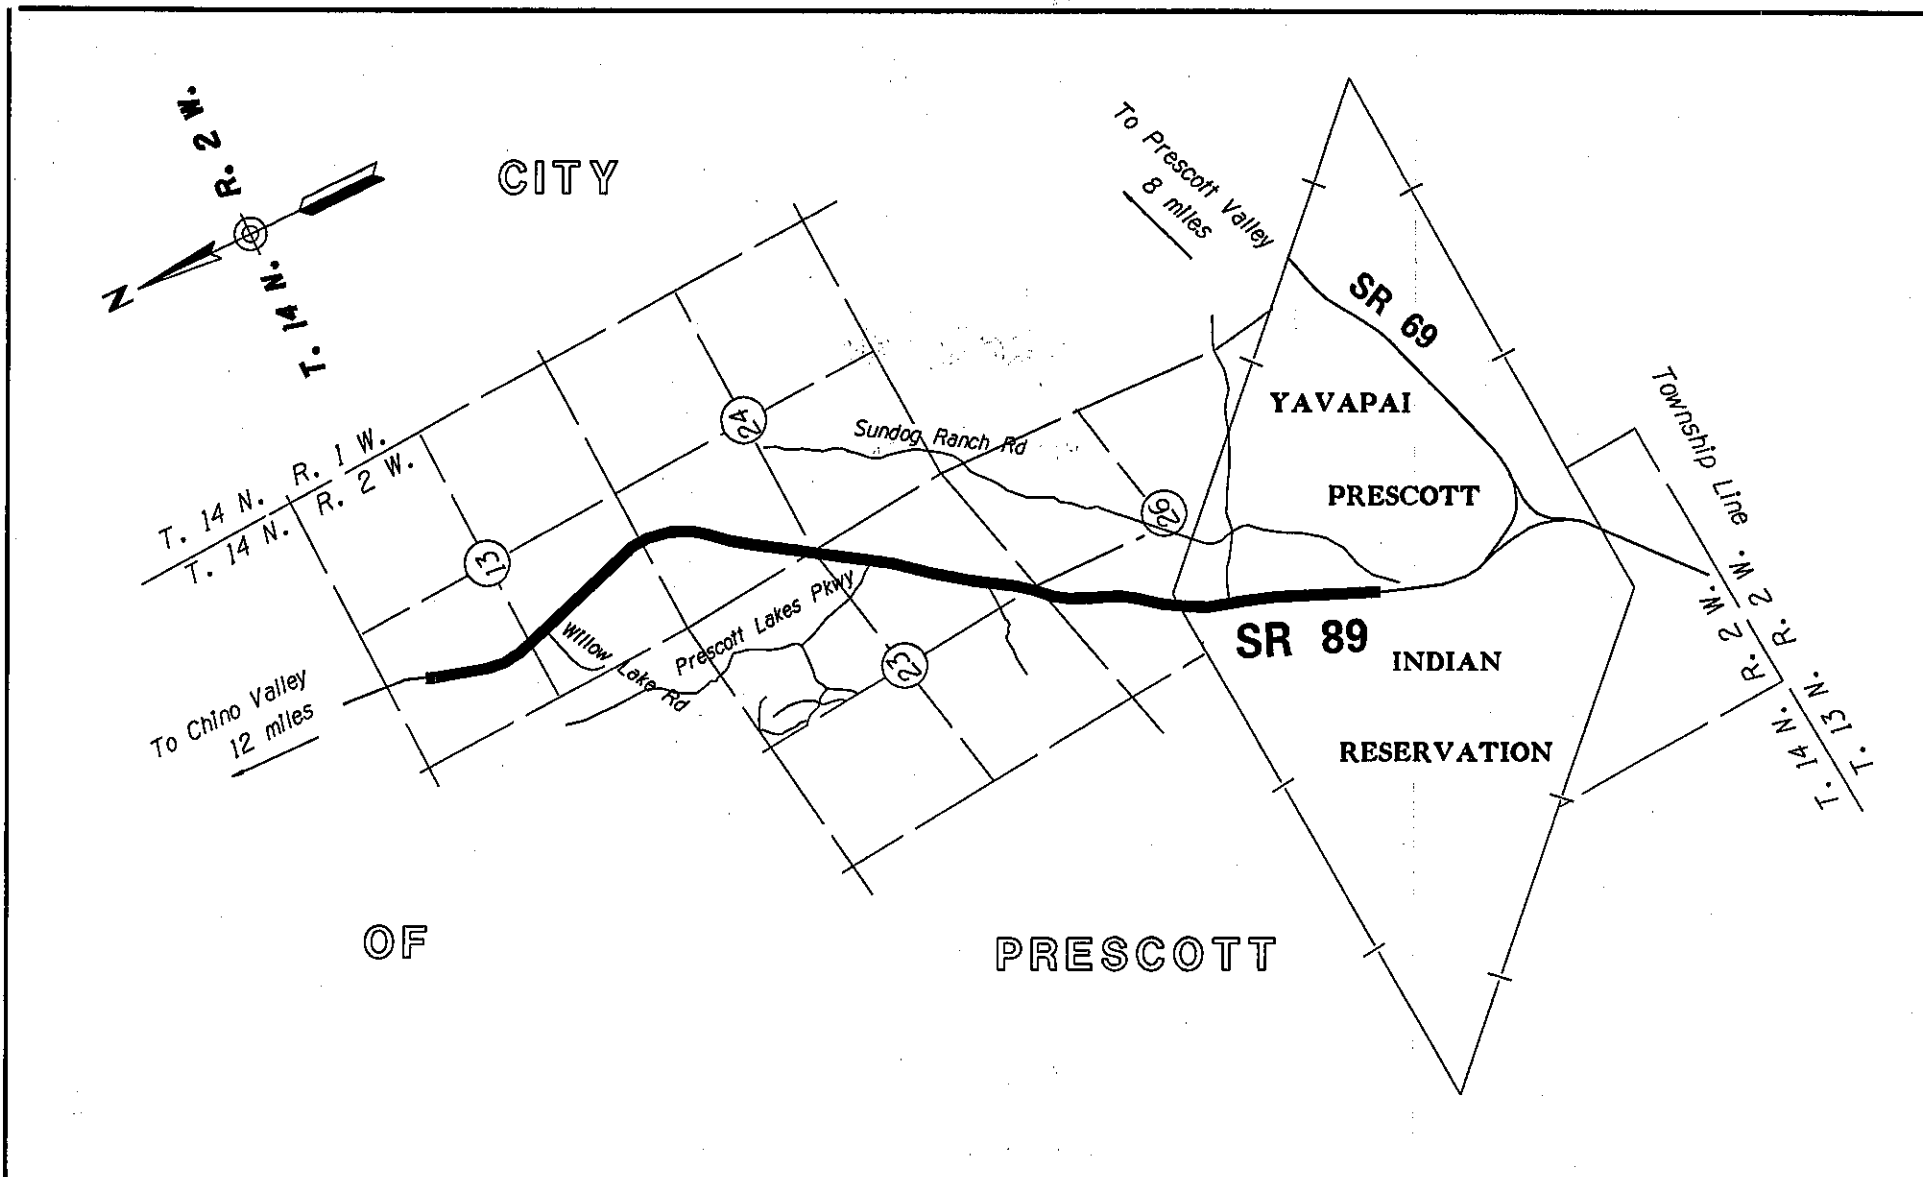 R. 2 W.
T. 14 N.
N
CITY
To Prescott Valley
8 miles
SR 69
YAVAPAI
PRESCOTT
INDIAN
RESERVATION
SR 89
Township Line
R. 2 W.
R. 2 W.
T. 14 N.
T. 13 N.
T. 14 N. R. 1 W.
T. 14 N. R. 2 W.
24
Sundog Ranch Rd
26
13
Willow Lake Rd
Prescott Lakes Pkwy
23
To Chino Valley
12 miles
OF
PRESCOTT